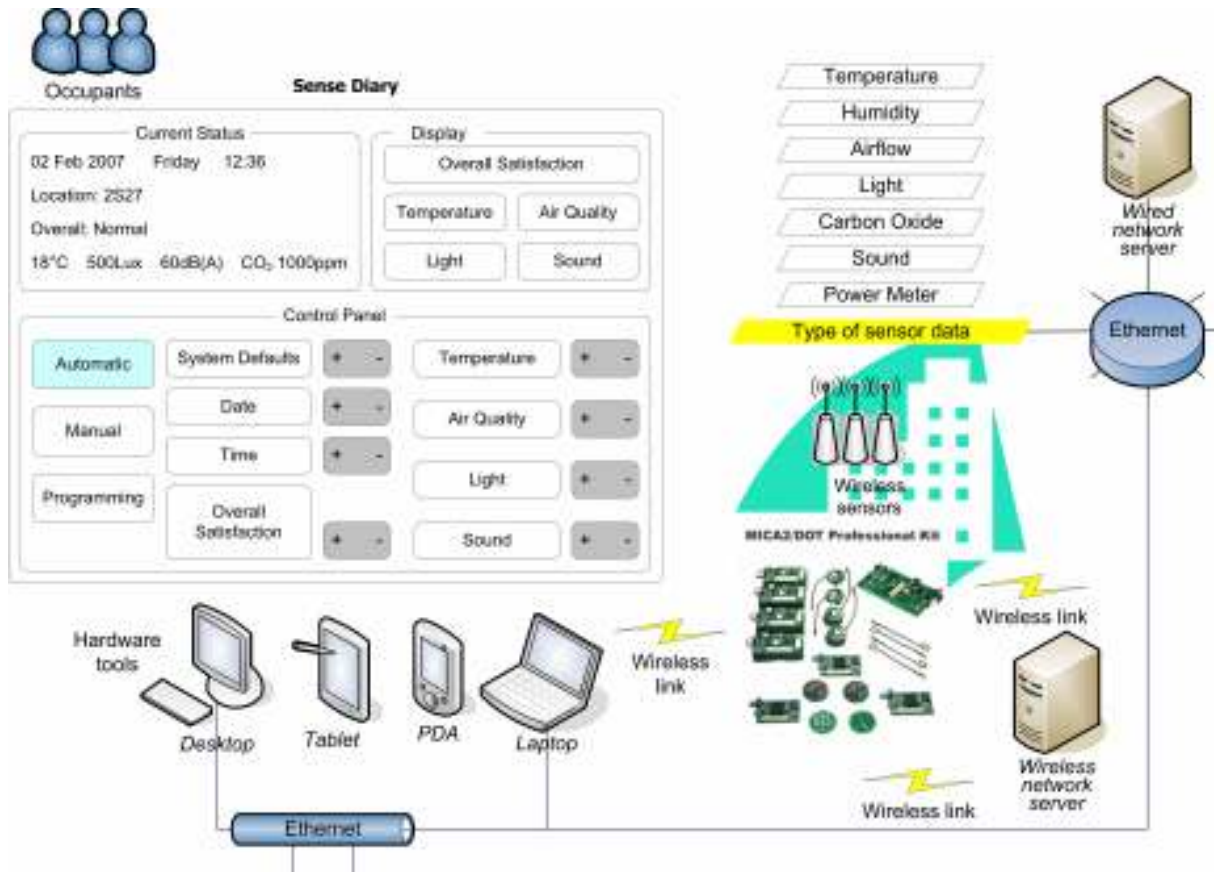 Occupants
Sense Diary
Current Status
02 Feb 2007 Friday 12:36
Location: 2S27
Overall: Normal
18°C 500Lux 60dB(A) CO₂ 1000ppm
Display
Overall Satisfaction
Temperature Air Quality
Light Sound
Control Panel
Automatic
Manual
Programming
System Defaults + -
Date + -
Time + -
Overall
Satisfaction + -
Temperature + -
Air Quality + -
Light + -
Sound + -
Temperature
Humidity
Airflow
Light
Carbon Oxide
Sound
Power Meter
Type of sensor data
Wired
network
server
Ethernet
Wireless
sensors
MICA2/DOT Professional Kit
Wireless link
Wireless
link
Hardware
tools
Desktop
Tablet
PDA
Laptop
Wireless
network
server
Wireless link
Ethernet